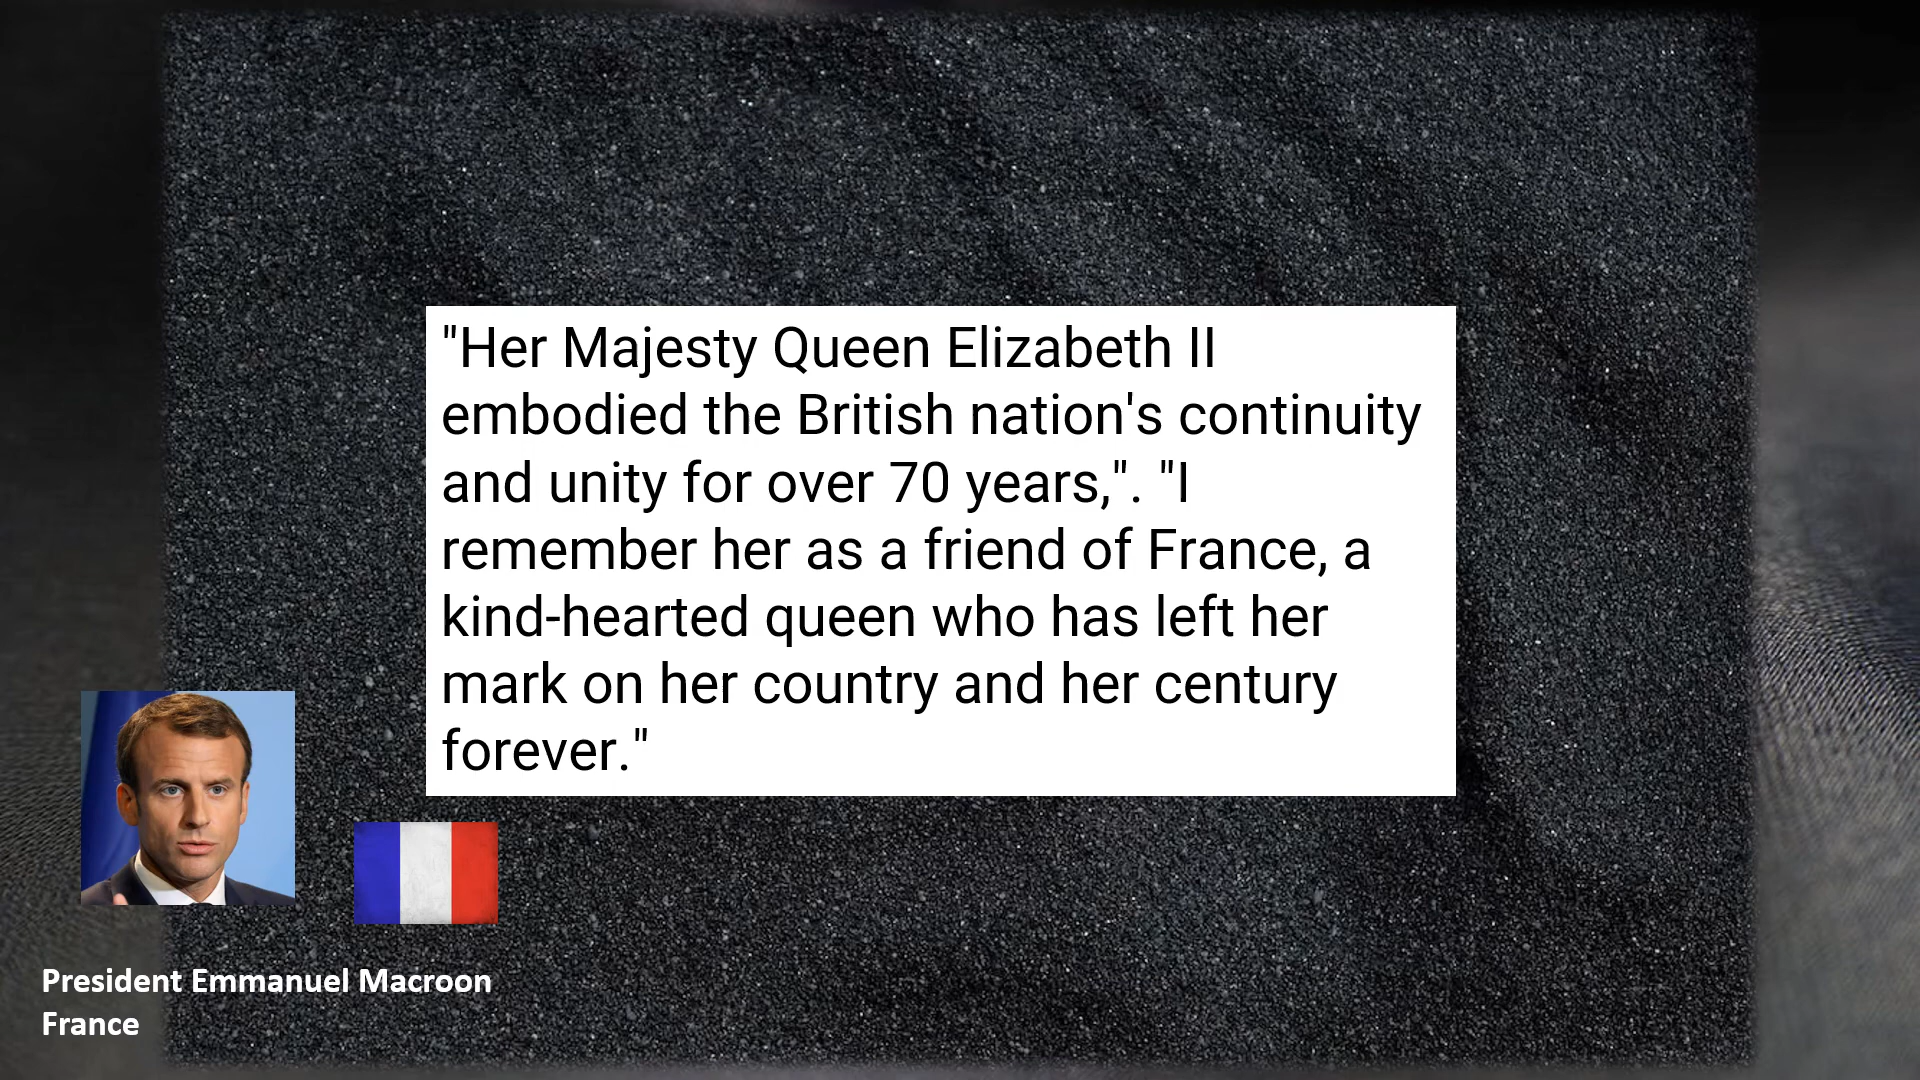 "Her Majesty Queen Elizabeth II
embodied the British nation's continuity
and unity for over 70 years,". "I
remember her as a friend of France, a
kind-hearted queen who has left her
mark on her country and her century
forever."
President Emmanuel Macroon
France